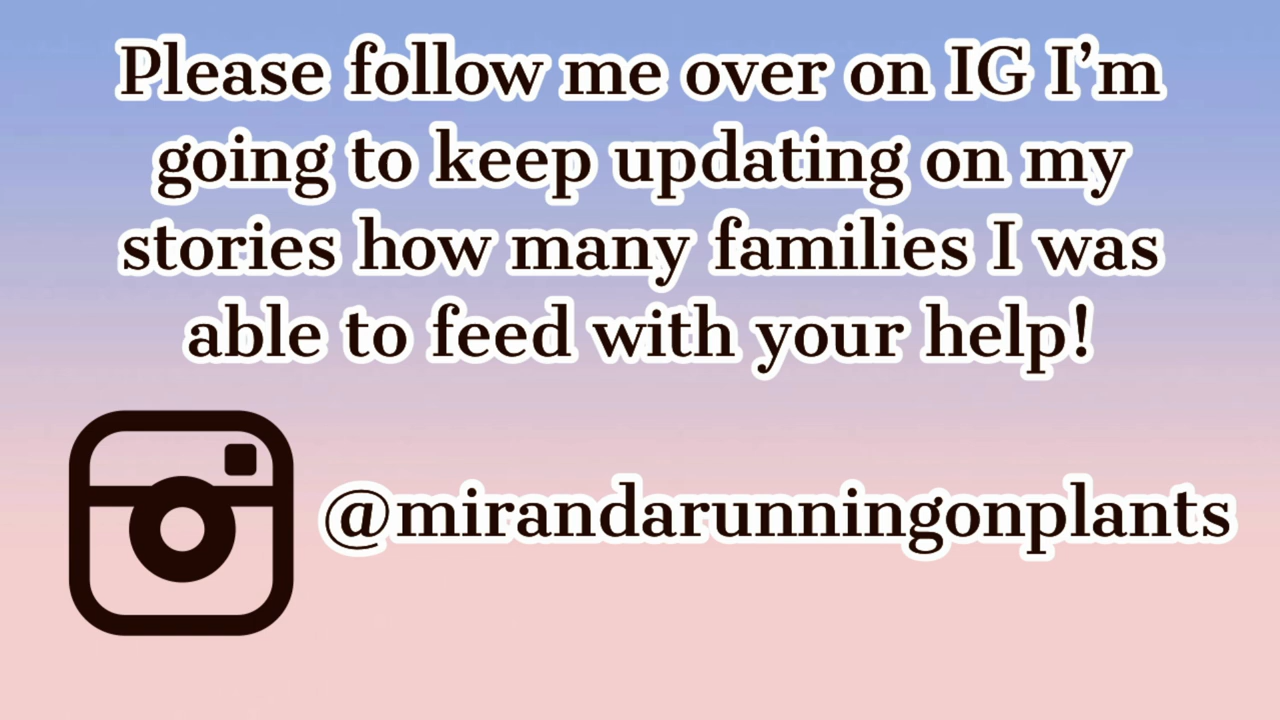 Please follow me over on IG I’m
going to keep updating on my
stories how many families I was
able to feed with your help!
@mirandarunningonplants